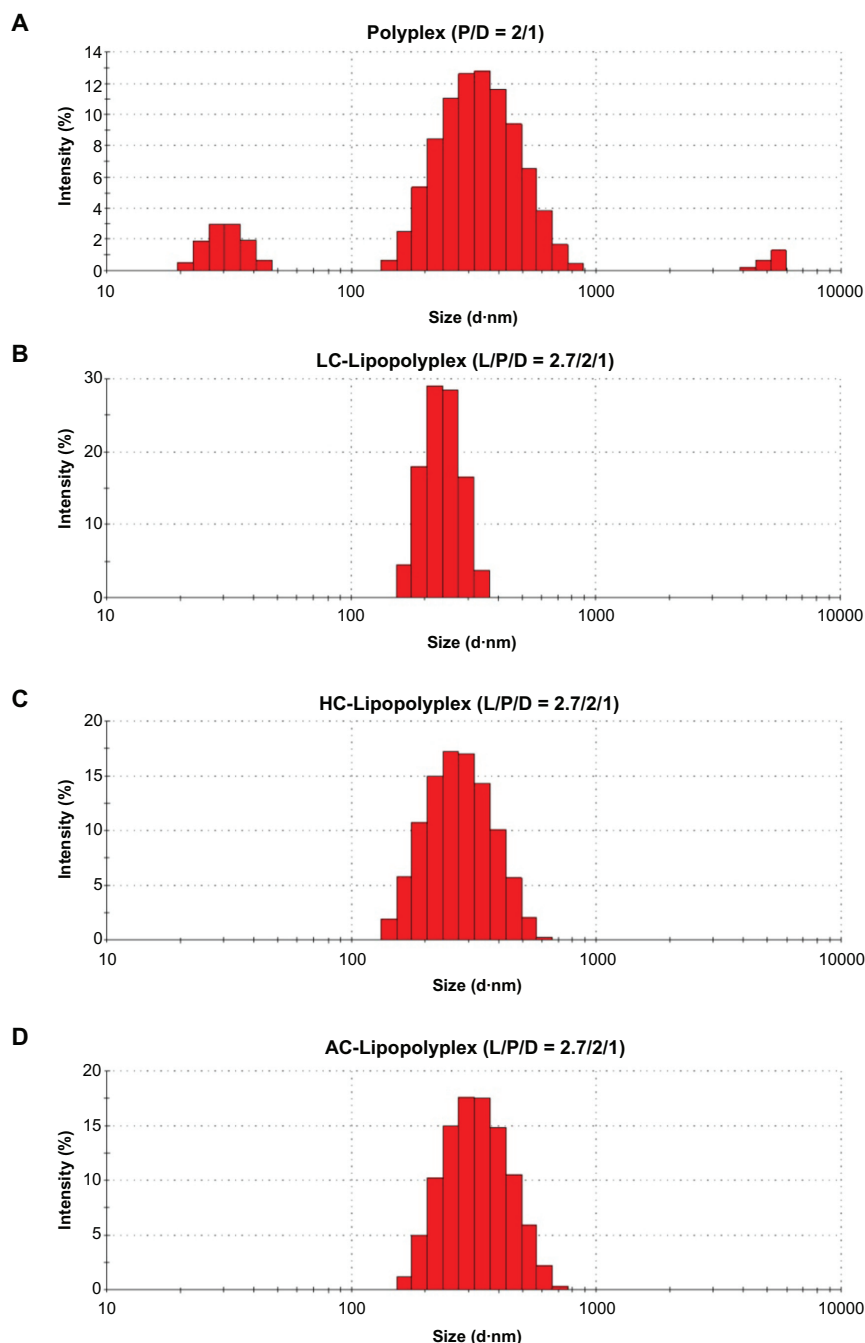 A
Polyplex (P/D = 2/1)
Intensity (%)
14
12
10
8
6
4
2
0
10
100
1000
10000
Size (d·nm)
B
LC-Lipopolyplex (L/P/D = 2.7/2/1)
Intensity (%)
30
20
10
0
10
100
1000
10000
Size (d·nm)
C
HC-Lipopolyplex (L/P/D = 2.7/2/1)
Intensity (%)
20
15
10
5
0
10
100
1000
10000
Size (d·nm)
D
AC-Lipopolyplex (L/P/D = 2.7/2/1)
Intensity (%)
20
15
10
5
0
10
100
1000
10000
Size (d·nm)